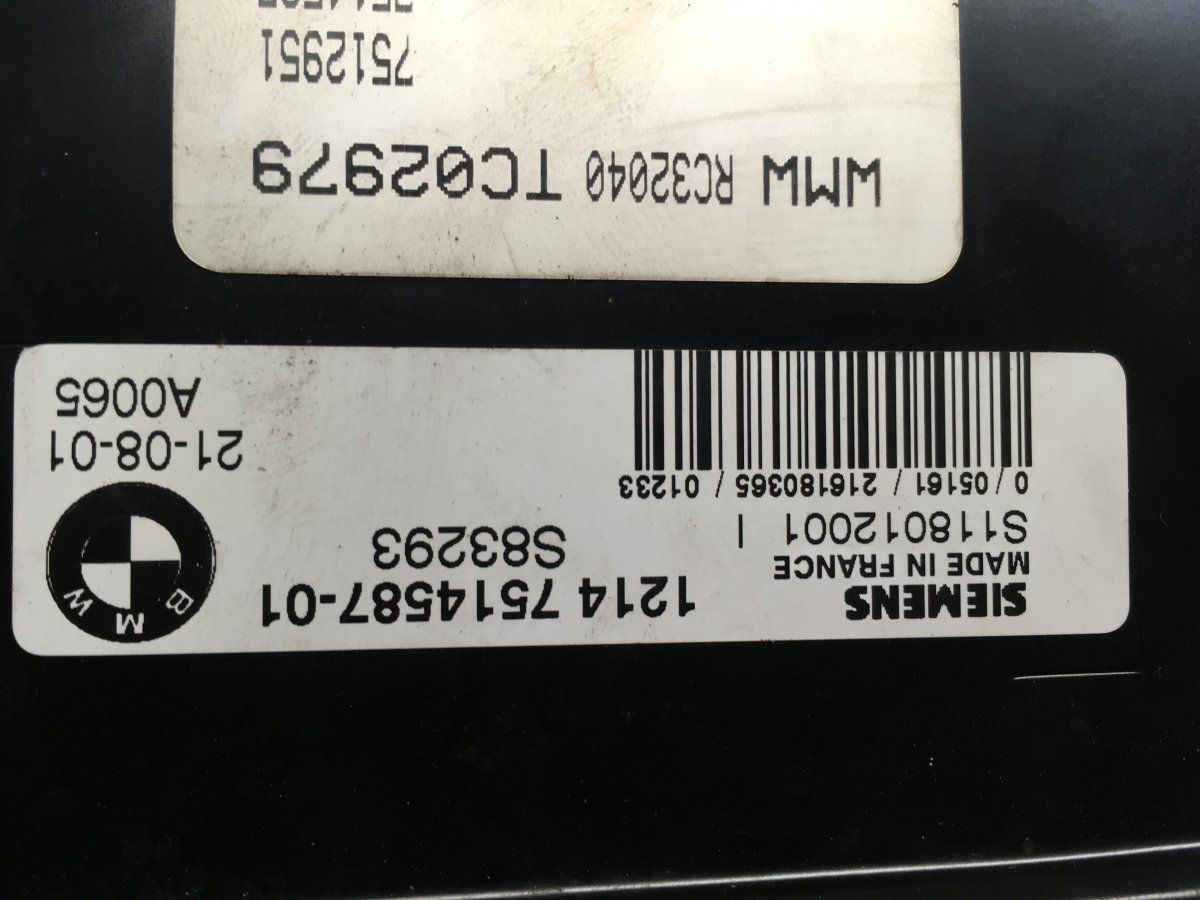 SIEMENS
MADE IN FRANCE
S118012001 I
0 / 05161 / 216180365 / 01233
1214 7514587-01
S83293
BMW
21-08-01
A0065
WMW RC32040 TC02979
7512951